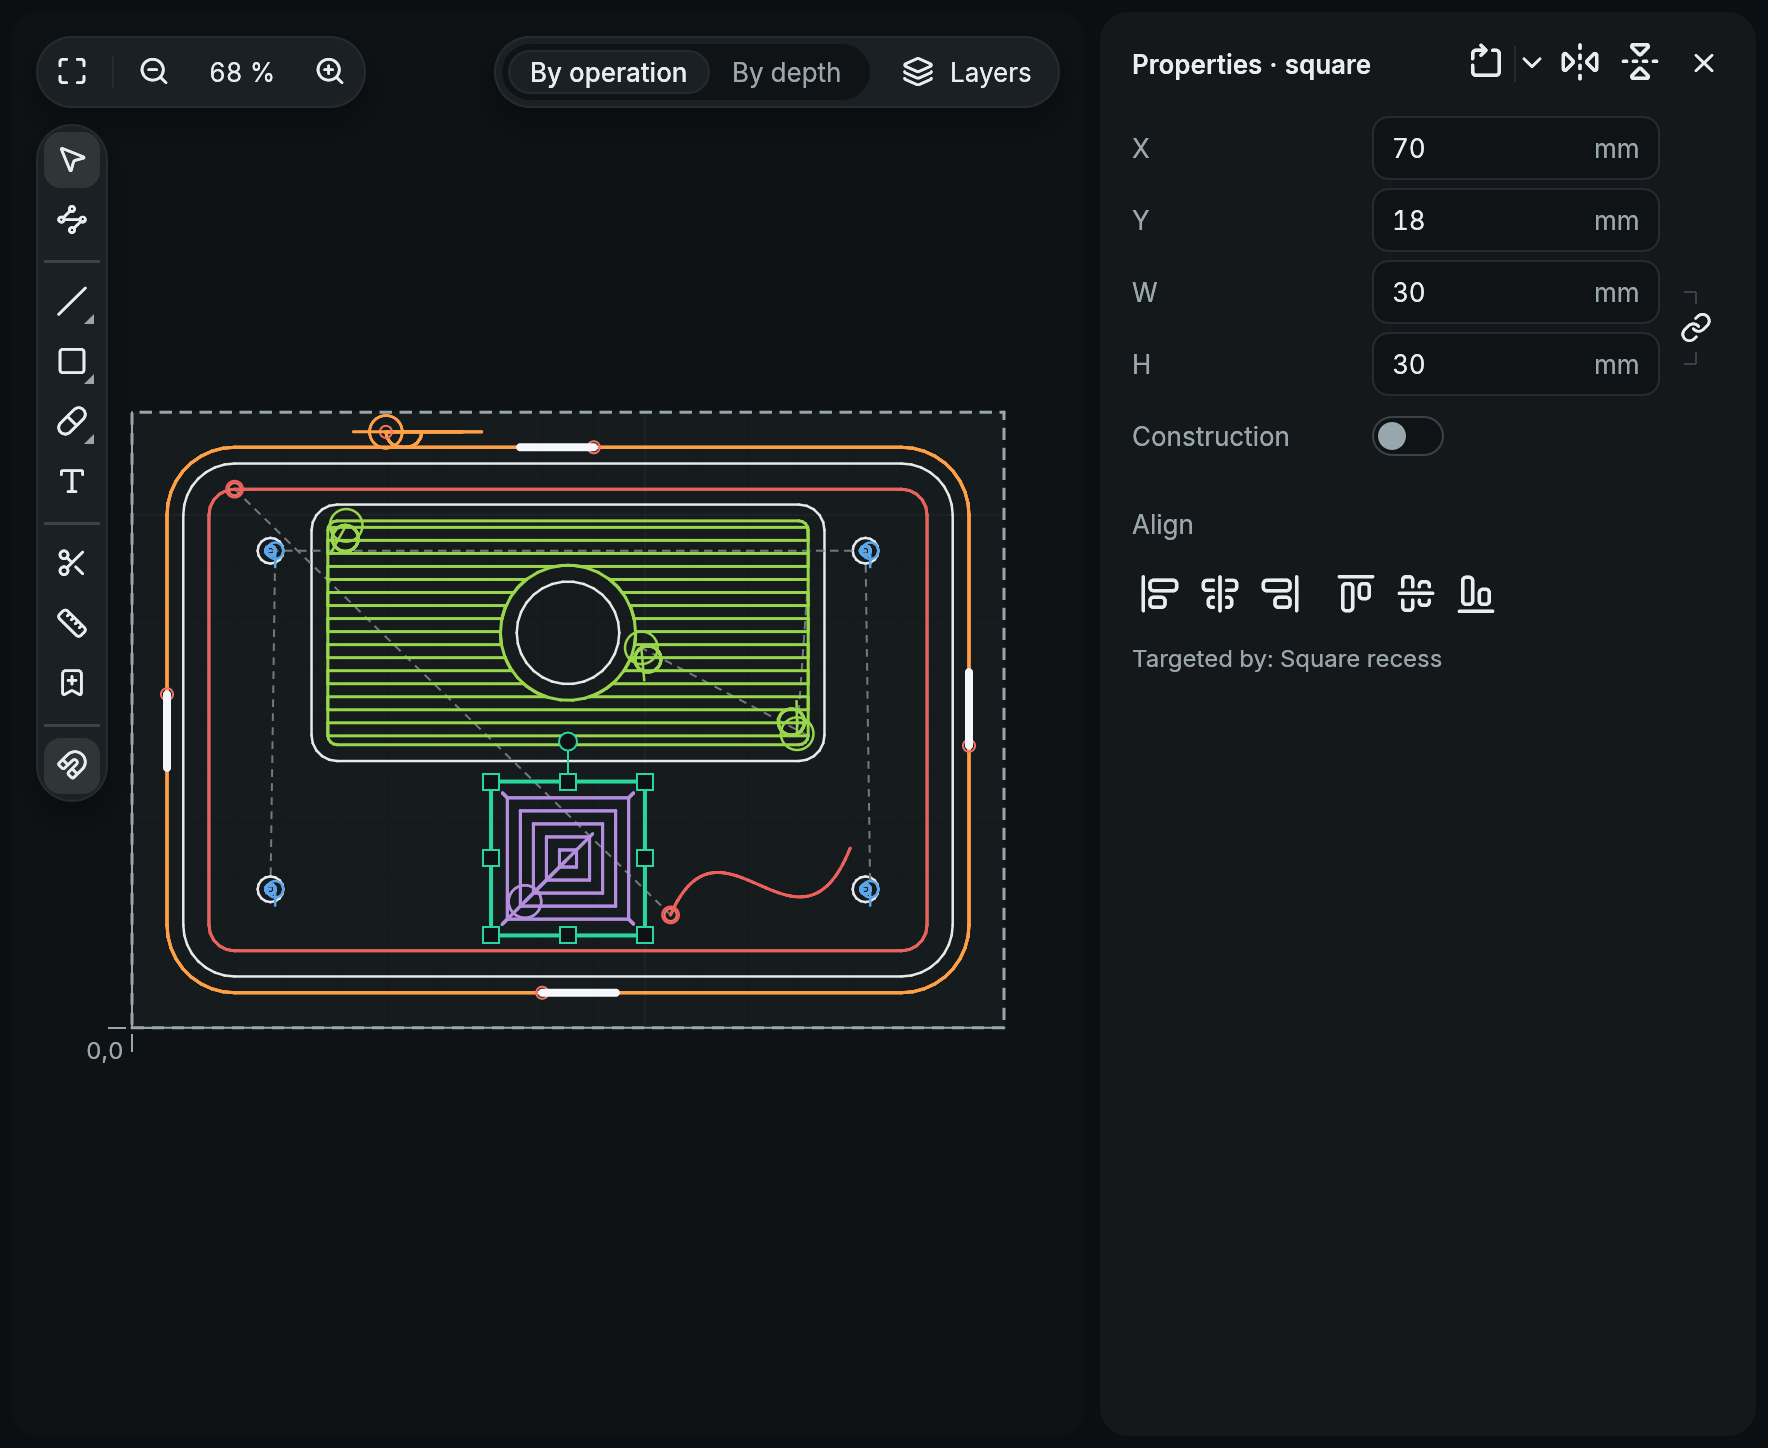 68 %
By operation
By depth
Layers
0,0
Properties · square
X
70
mm
Y
18
mm
W
30
mm
H
30
mm
Construction
Align
Targeted by: Square recess